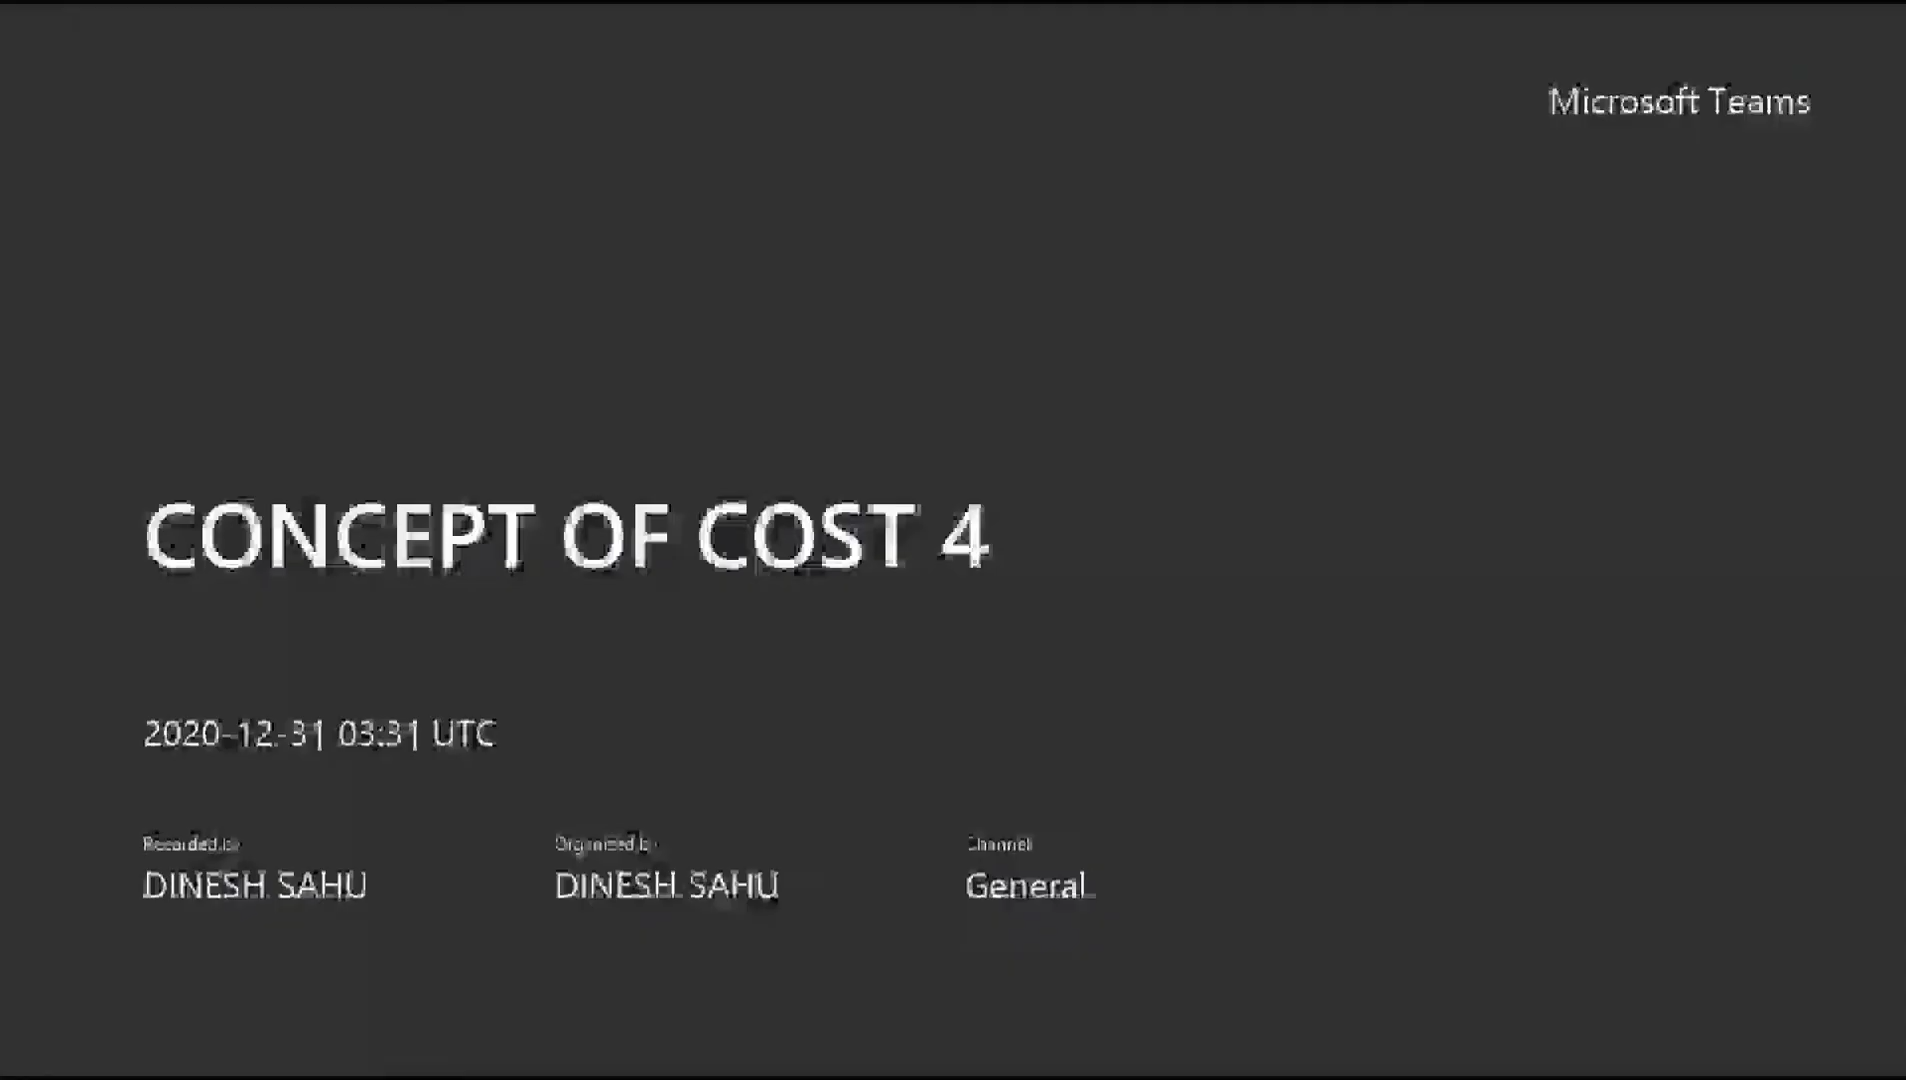 Microsoft Teams
CONCEPT OF COST 4
2020-12-31 03:31 UTC
Recorded by
Organized by
Channel
DINESH SAHU
DINESH SAHU
General